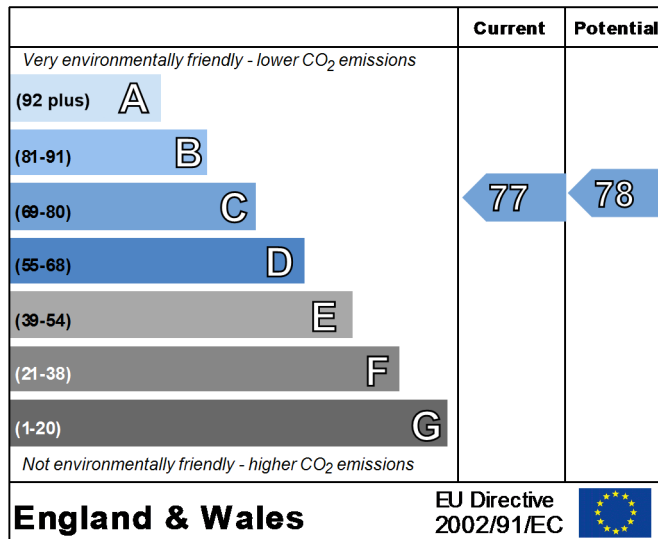 Current Potential
Very environmentally friendly - lower CO2 emissions
(92 plus) A
(81-91) B
(69-80) C
77 78
(55-68) D
(39-54) E
(21-38) F
(1-20) G
Not environmentally friendly - higher CO2 emissions
England & Wales
EU Directive
2002/91/EC